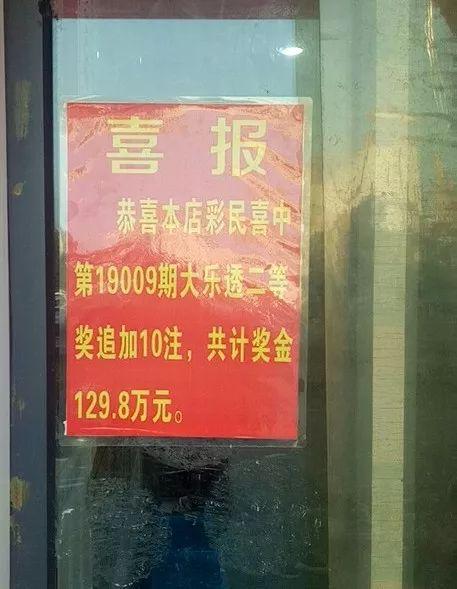 喜报
恭喜本店彩民喜中
第19009期大乐透二等
奖追加10注，共计奖金
129.8万元。